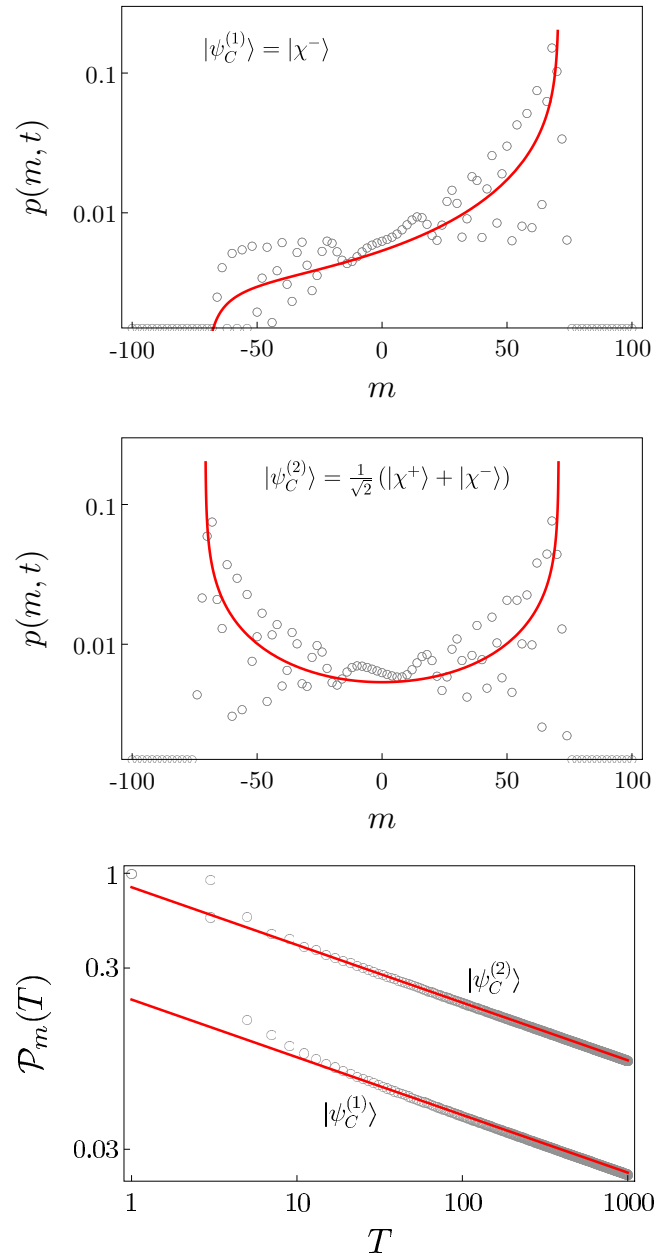 |ψ_C^(1)⟩ = |χ⁻⟩
0.1
0.01
p(m, t)
-100 -50 0 50 100
m
|ψ_C^(2)⟩ = 1/√2 (|χ⁺⟩ + |χ⁻⟩)
0.1
0.01
p(m, t)
-100 -50 0 50 100
m
1
0.3
0.03
𝒫_m(T)
|ψ_C^(2)⟩
|ψ_C^(1)⟩
1 10 100 1000
T